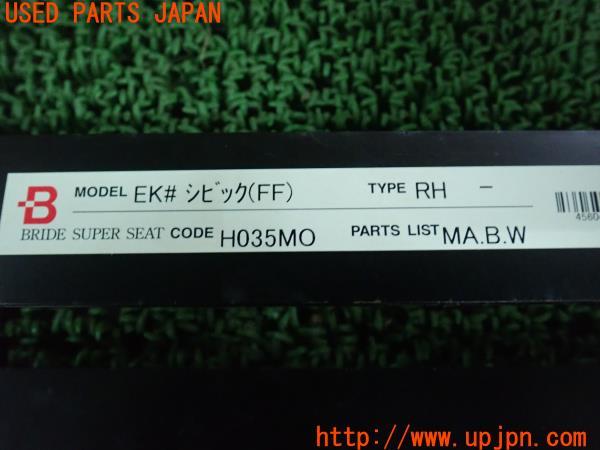 USED PARTS JAPAN
B
MODEL EK# シビック(FF) TYPE RH -
BRIDE SUPER SEAT CODE H035MO PARTS LIST MA.B.W
http://www.upjpn.com